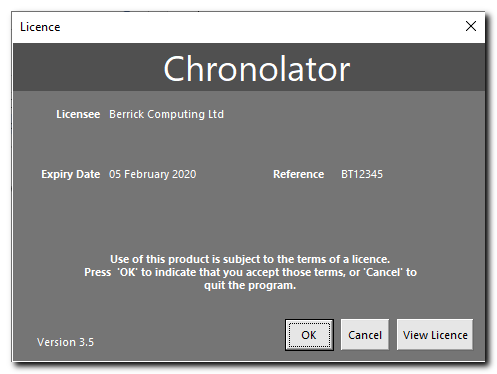 Licence
Chronolator
Licensee Berrick Computing Ltd
Expiry Date 05 February 2020 Reference BT12345
Use of this product is subject to the terms of a licence.
Press 'OK' to indicate that you accept those terms, or 'Cancel' to
quit the program.
OK Cancel View Licence
Version 3.5